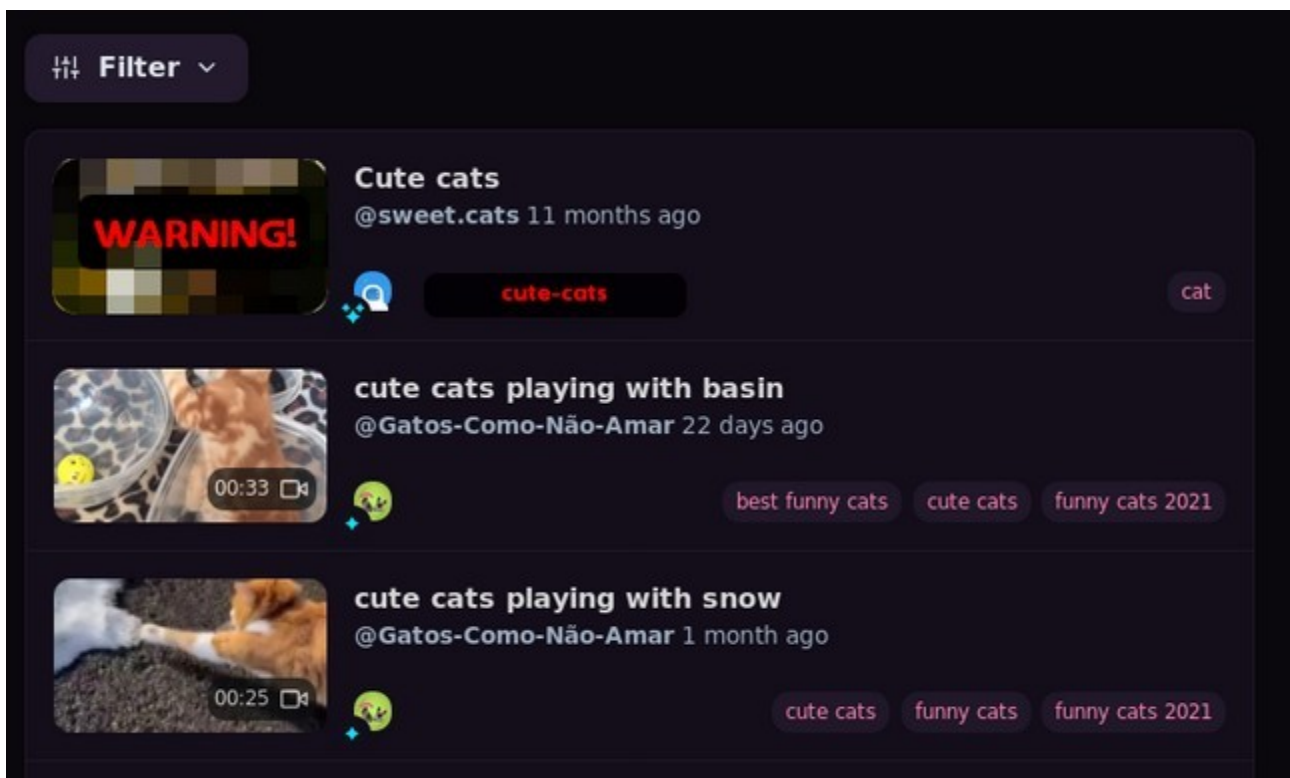 Filter
WARNING!
Cute cats
@sweet.cats 11 months ago
cute-cats
cat
cute cats playing with basin
@Gatos-Como-Não-Amar 22 days ago
00:33
best funny cats
cute cats
funny cats 2021
cute cats playing with snow
@Gatos-Como-Não-Amar 1 month ago
00:25
cute cats
funny cats
funny cats 2021